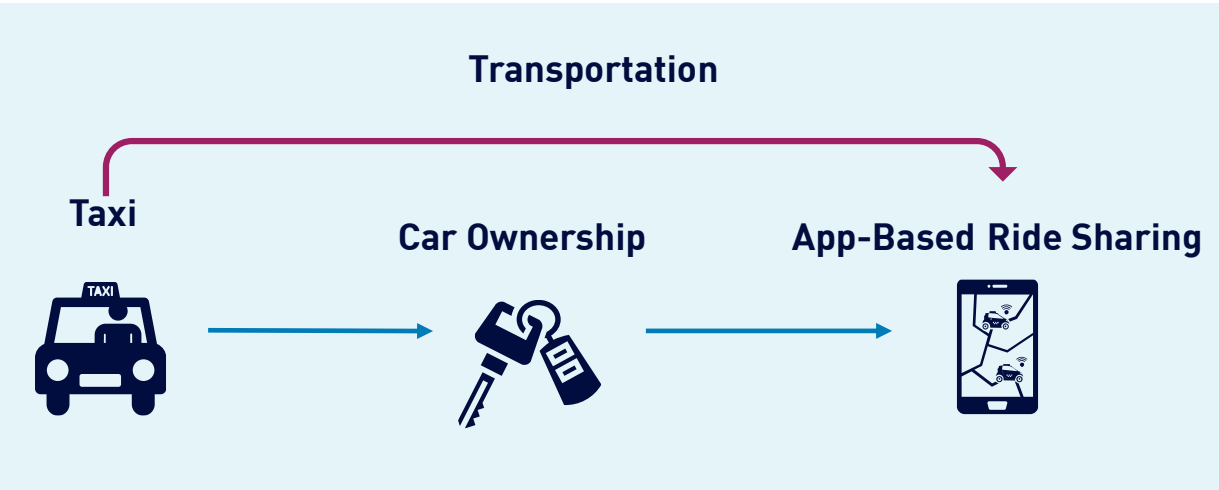 Transportation
Taxi
Car Ownership
App-Based Ride Sharing
TAXI